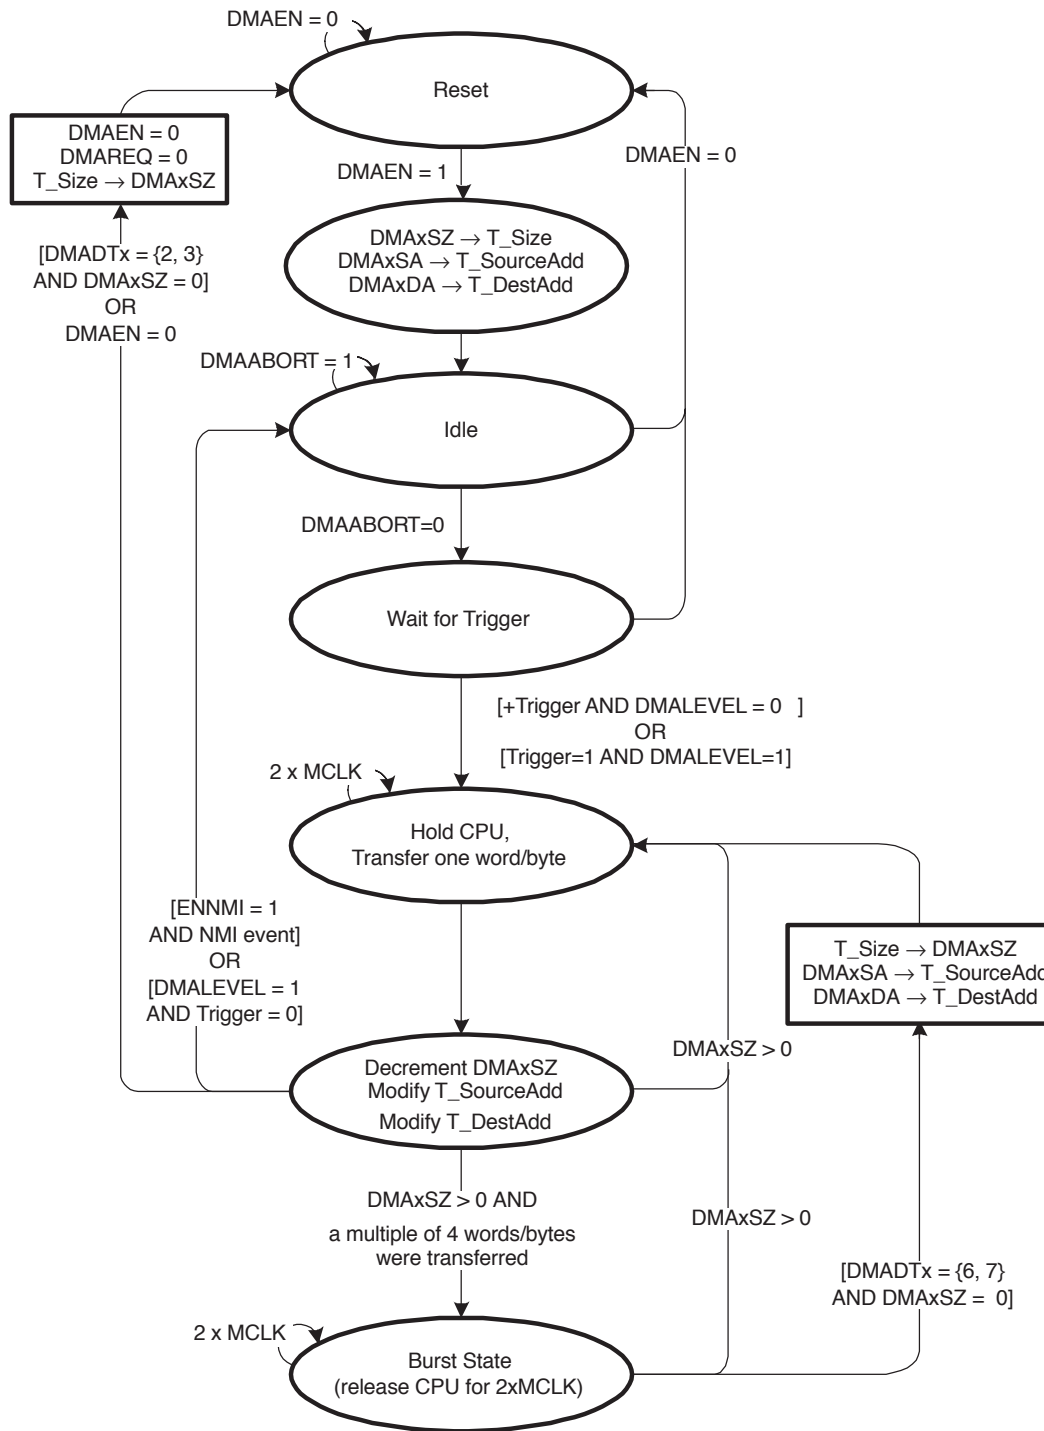 DMAEN = 0
Reset
DMAEN = 0
DMAREQ = 0
T_Size → DMAxSZ
DMAEN = 0
DMAEN = 1
DMAxSZ → T_Size
DMAxSA → T_SourceAdd
DMAxDA → T_DestAdd
[DMADTx = {2, 3}
AND DMAxSZ = 0]
OR
DMAEN = 0
DMAABORT = 1
Idle
DMAABORT=0
Wait for Trigger
[+Trigger AND DMALEVEL = 0 ]
OR
[Trigger=1 AND DMALEVEL=1]
2 x MCLK
Hold CPU,
Transfer one word/byte
[ENNMI = 1
AND NMI event]
OR
[DMALEVEL = 1
AND Trigger = 0]
T_Size → DMAxSZ
DMAxSA → T_SourceAdd
DMAxDA → T_DestAdd
DMAxSZ > 0
Decrement DMAxSZ
Modify T_SourceAdd
Modify T_DestAdd
DMAxSZ > 0 AND
a multiple of 4 words/bytes
were transferred
DMAxSZ > 0
[DMADTx = {6, 7}
AND DMAxSZ = 0]
2 x MCLK
Burst State
(release CPU for 2xMCLK)